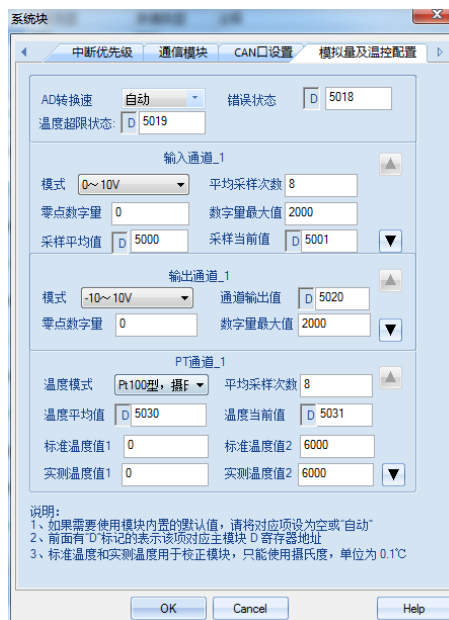 系统块
中断优先级 通信模块 CAN口设置 模拟量及温控配置
AD转换速 自动 错误状态 D 5018
温度超限状态: D 5019
输入通道_1
模式 0~10V 平均采样次数 8
零点数字量 0 数字量最大值 2000
采样平均值 D 5000 采样当前值 D 5001
输出通道_1
模式 -10~10V 通道输出值 D 5020
零点数字量 0 数字量最大值 2000
PT通道_1
温度模式 Pt100型，摄 平均采样次数 8
温度平均值 D 5030 温度当前值 D 5031
标准温度值1 0 标准温度值2 6000
实测温度值1 0 实测温度值2 6000
说明:
1、如果需要使用模块内置的默认值，请将对应项设为空或"自动"
2、前面有"D"标记的表示该项对应主模块 D 寄存器地址
3、标准温度和实测温度用于校正模块，只能使用摄氏度，单位为 0.1℃
OK Cancel Help